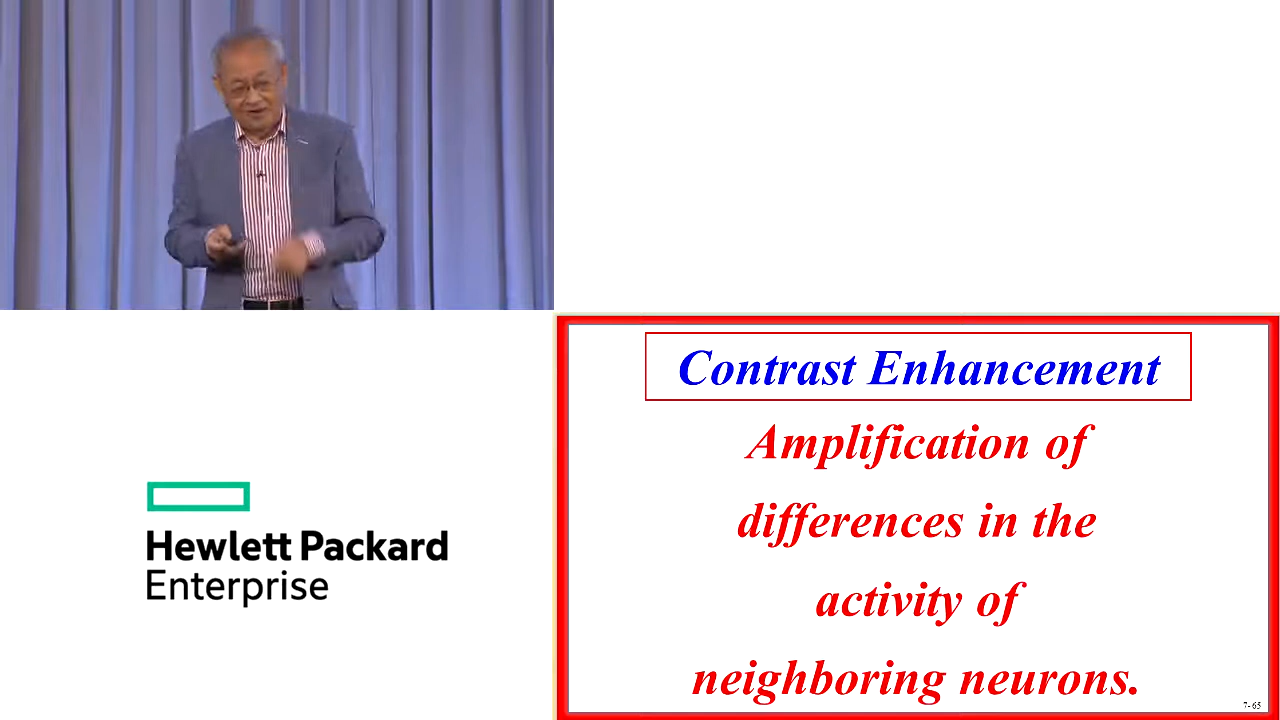 Contrast Enhancement
Amplification of
differences in the
activity of
neighboring neurons.
7- 65
Hewlett Packard
Enterprise